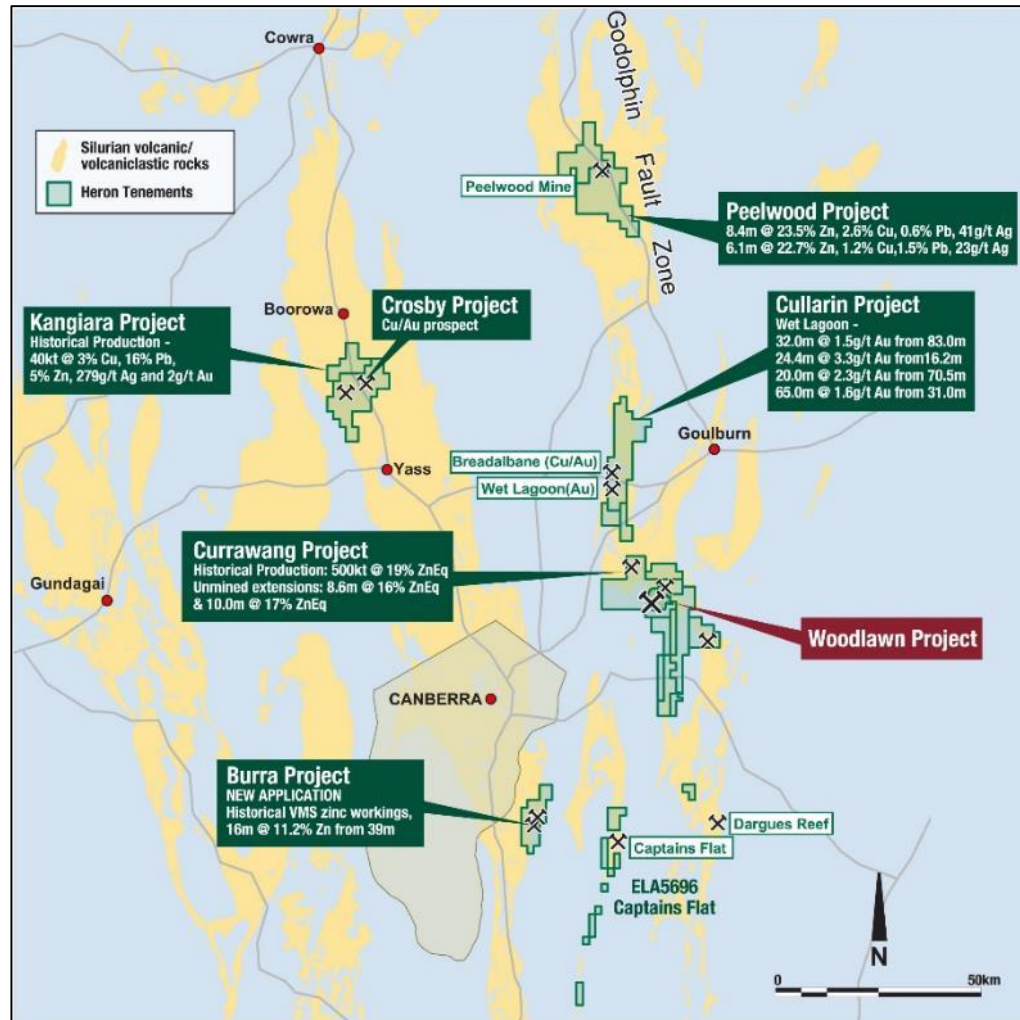 Godolphin
Fault
Zone
Cowra
Silurian volcanic/
volcaniclastic rocks
Heron Tenements
Peelwood Mine
Peelwood Project
8.4m @ 23.5% Zn, 2.6% Cu, 0.6% Pb, 41g/t Ag
6.1m @ 22.7% Zn, 1.2% Cu,1.5% Pb, 23g/t Ag
Boorowa
Crosby Project
Cu/Au prospect
Kangiara Project
Historical Production -
40kt @ 3% Cu, 16% Pb,
5% Zn, 279g/t Ag and 2g/t Au
Cullarin Project
Wet Lagoon -
32.0m @ 1.5g/t Au from 83.0m
24.4m @ 3.3g/t Au from16.2m
20.0m @ 2.3g/t Au from 70.5m
65.0m @ 1.6g/t Au from 31.0m
Goulburn
Yass
Breadalbane (Cu/Au)
Wet Lagoon(Au)
Currawang Project
Historical Production: 500kt @ 19% ZnEq
Unmined extensions: 8.6m @ 16% ZnEq
& 10.0m @ 17% ZnEq
Gundagai
Woodlawn Project
CANBERRA
Burra Project
NEW APPLICATION
Historical VMS zinc workings,
16m @ 11.2% Zn from 39m
Dargues Reef
Captains Flat
ELA5696
Captains Flat
N
0 50km